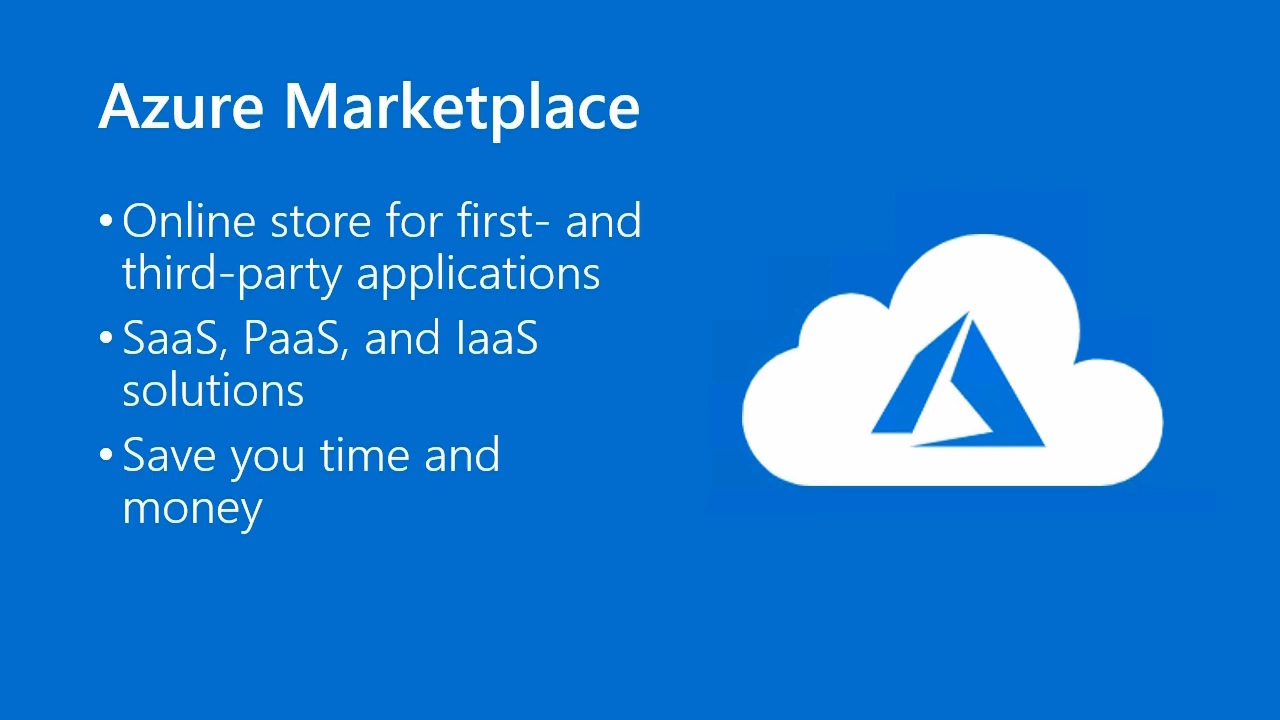 Azure Marketplace
• Online store for first- and
third-party applications
• SaaS, PaaS, and IaaS
solutions
• Save you time and
money